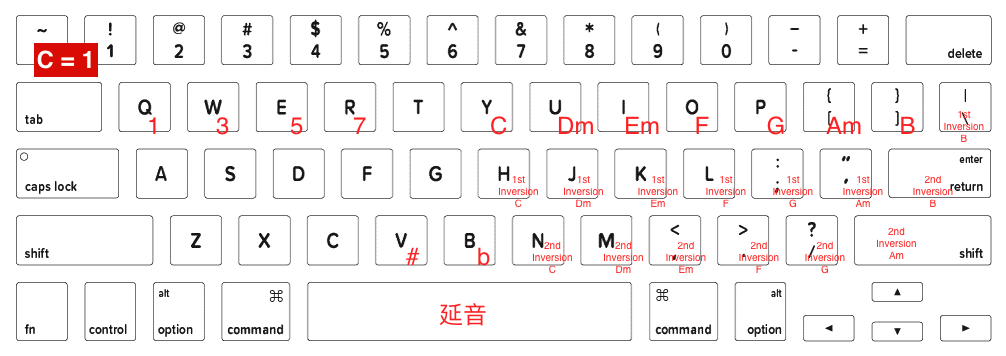 ~ ! @ # $ % ^ & * ( ) – +
C = 1 1 2 3 4 5 6 7 8 9 0 - = delete
tab Q W E R T Y U I O P { [ } ] | \
1 3 5 7 C Dm Em F G Am B 1st Inversion B
caps lock A S D F G H J K L : ; “ ‘ enter return
1st Inversion C 1st Inversion Dm 1st Inversion Em 1st Inversion F 1st Inversion G 1st Inversion Am 2nd Inversion B
shift Z X C V B N M < , > . ? / shift
# b 2nd Inversion C 2nd Inversion Dm 2nd Inversion Em 2nd Inversion F 2nd Inversion G 2nd Inversion Am
fn control alt option ⌘ command 延音 ⌘ command alt option ◄ ▲ ▼ ►